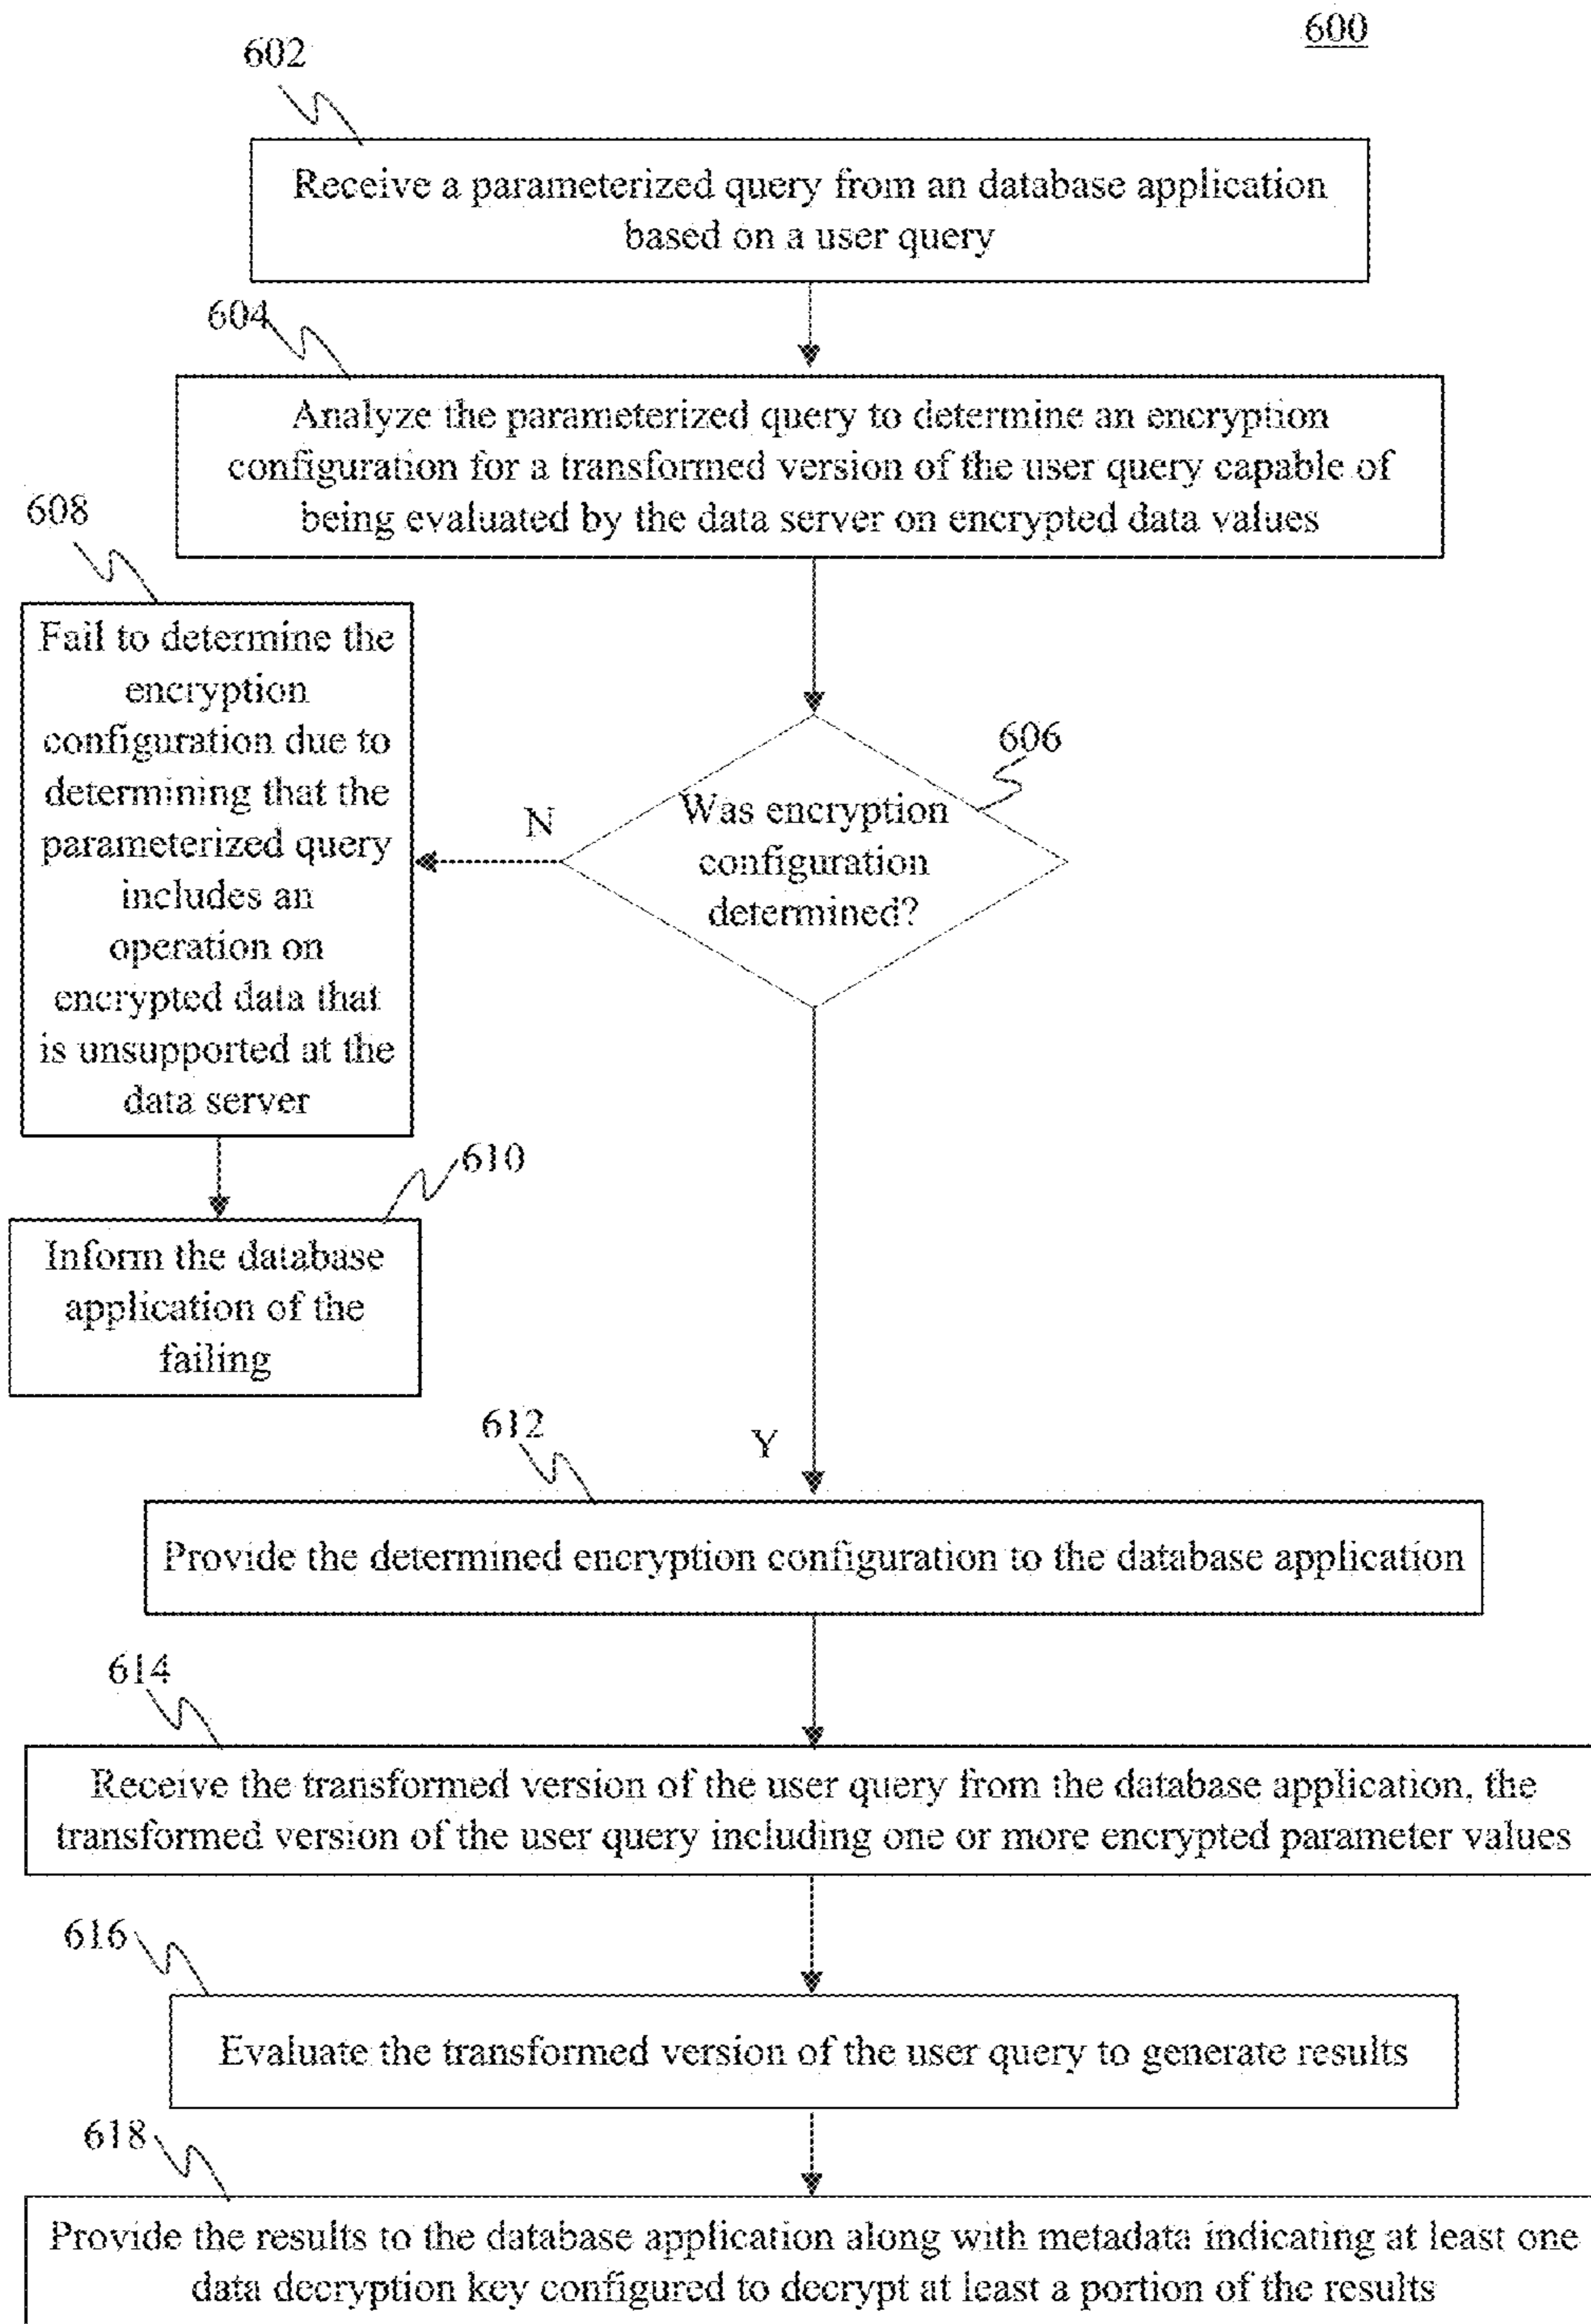 600
602
Receive a parameterized query from an database application
based on a user query
604
Analyze the parameterized query to determine an encryption
configuration for a transformed version of the user query capable of
being evaluated by the data server on encrypted data values
606
Was encryption
configuration
determined?
N
608
Fail to determine the
encryption
configuration due to
determining that the
parameterized query
includes an
operation on
encrypted data that
is unsupported at the
data server
610
Inform the database
application of the
failing
Y
612
Provide the determined encryption configuration to the database application
614
Receive the transformed version of the user query from the database application, the
transformed version of the user query including one or more encrypted parameter values
616
Evaluate the transformed version of the user query to generate results
618
Provide the results to the database application along with metadata indicating at least one
data decryption key configured to decrypt at least a portion of the results